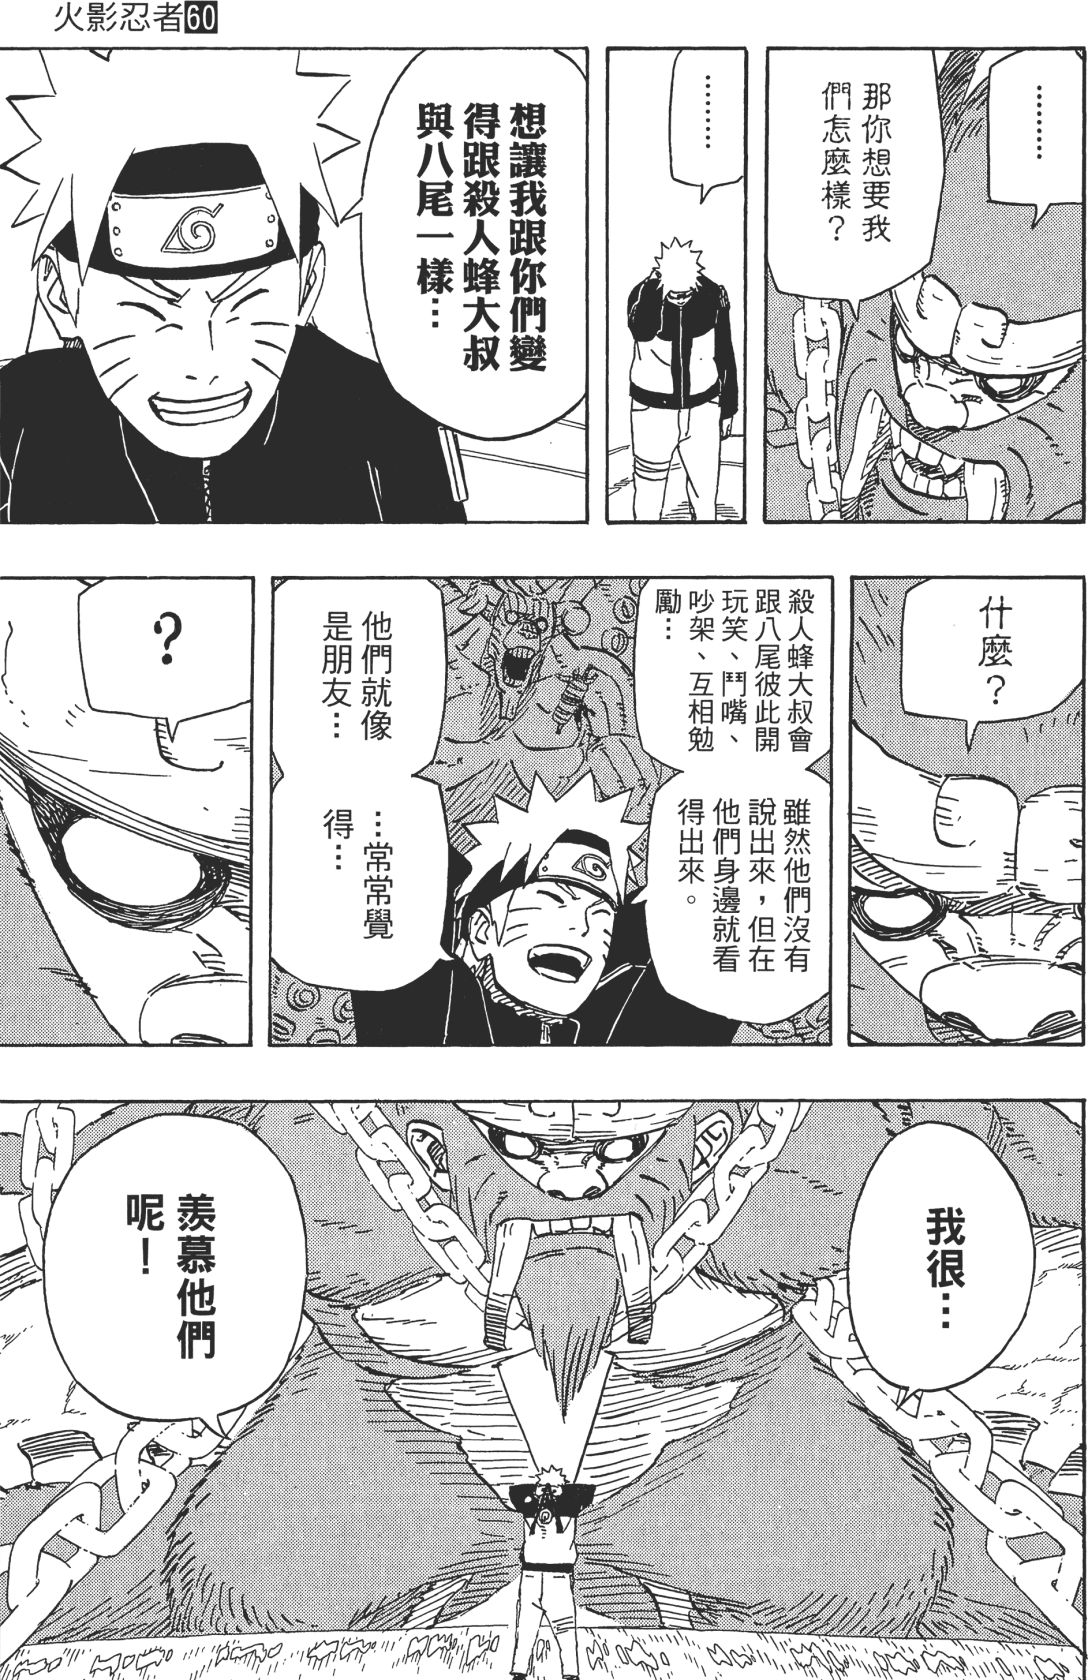 火影忍者60
………
那你想要我
們怎麼樣？
………
想讓我跟你們變
得跟殺人蜂大叔
與八尾一樣…
什麼？
殺人蜂大叔會
跟八尾彼此開
玩笑、鬥嘴、
吵架、互相勉
勵…
雖然他們沒有
說出來，但在
他們身邊就看
得出來。
他們就像
是朋友…
…常常覺
得…
？
我很…
羨慕他們
呢！